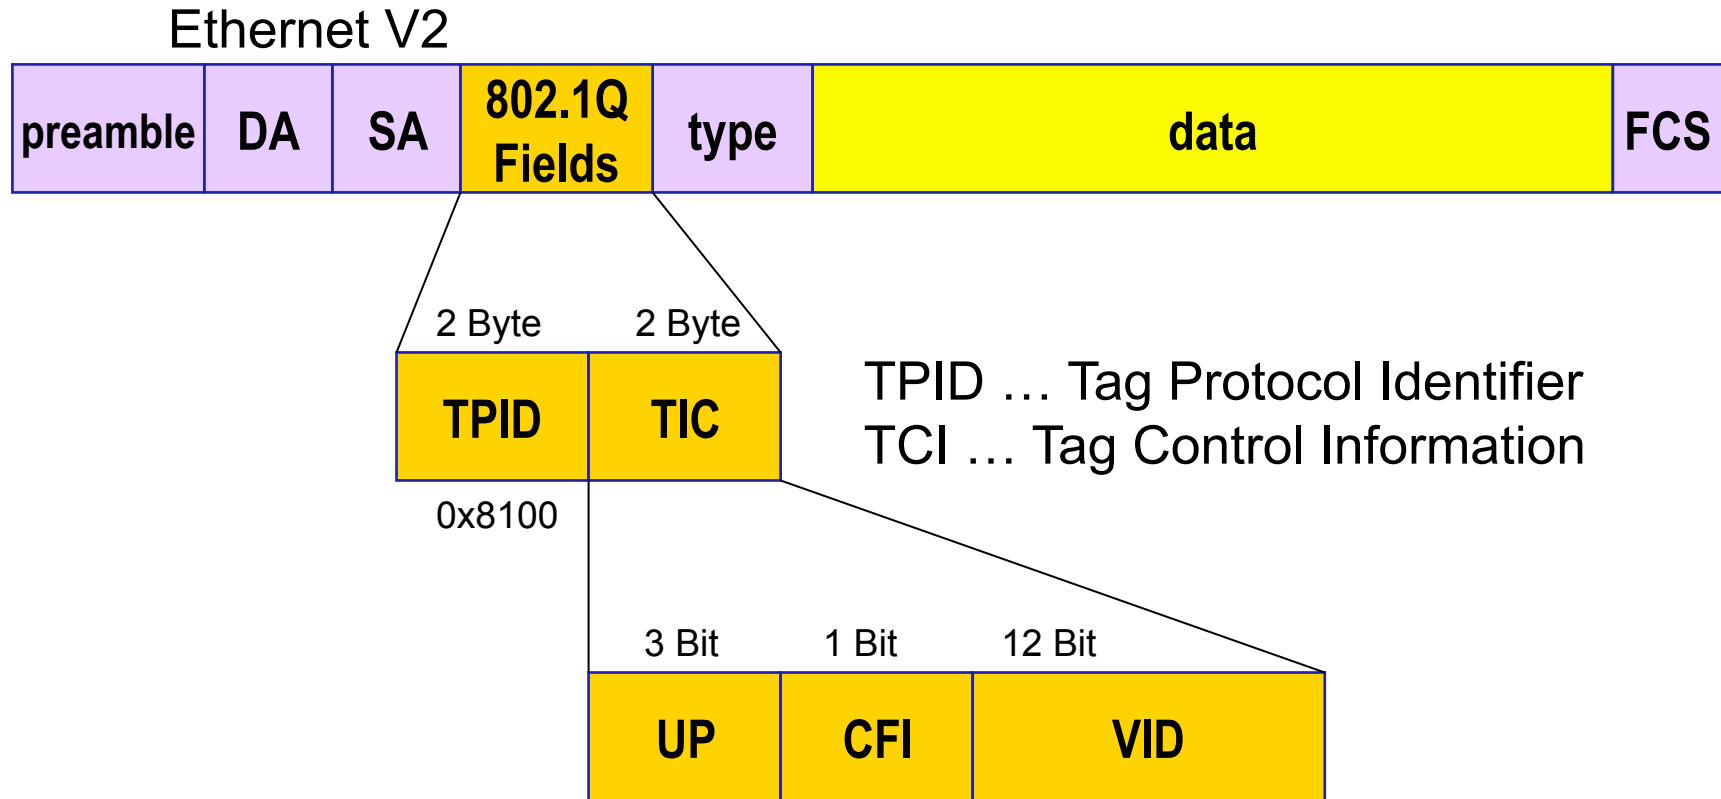 Ethernet V2
preamble DA SA 802.1Q Fields type data FCS
2 Byte 2 Byte
TPID TIC
TPID … Tag Protocol Identifier
TCI … Tag Control Information
0x8100
3 Bit 1 Bit 12 Bit
UP CFI VID